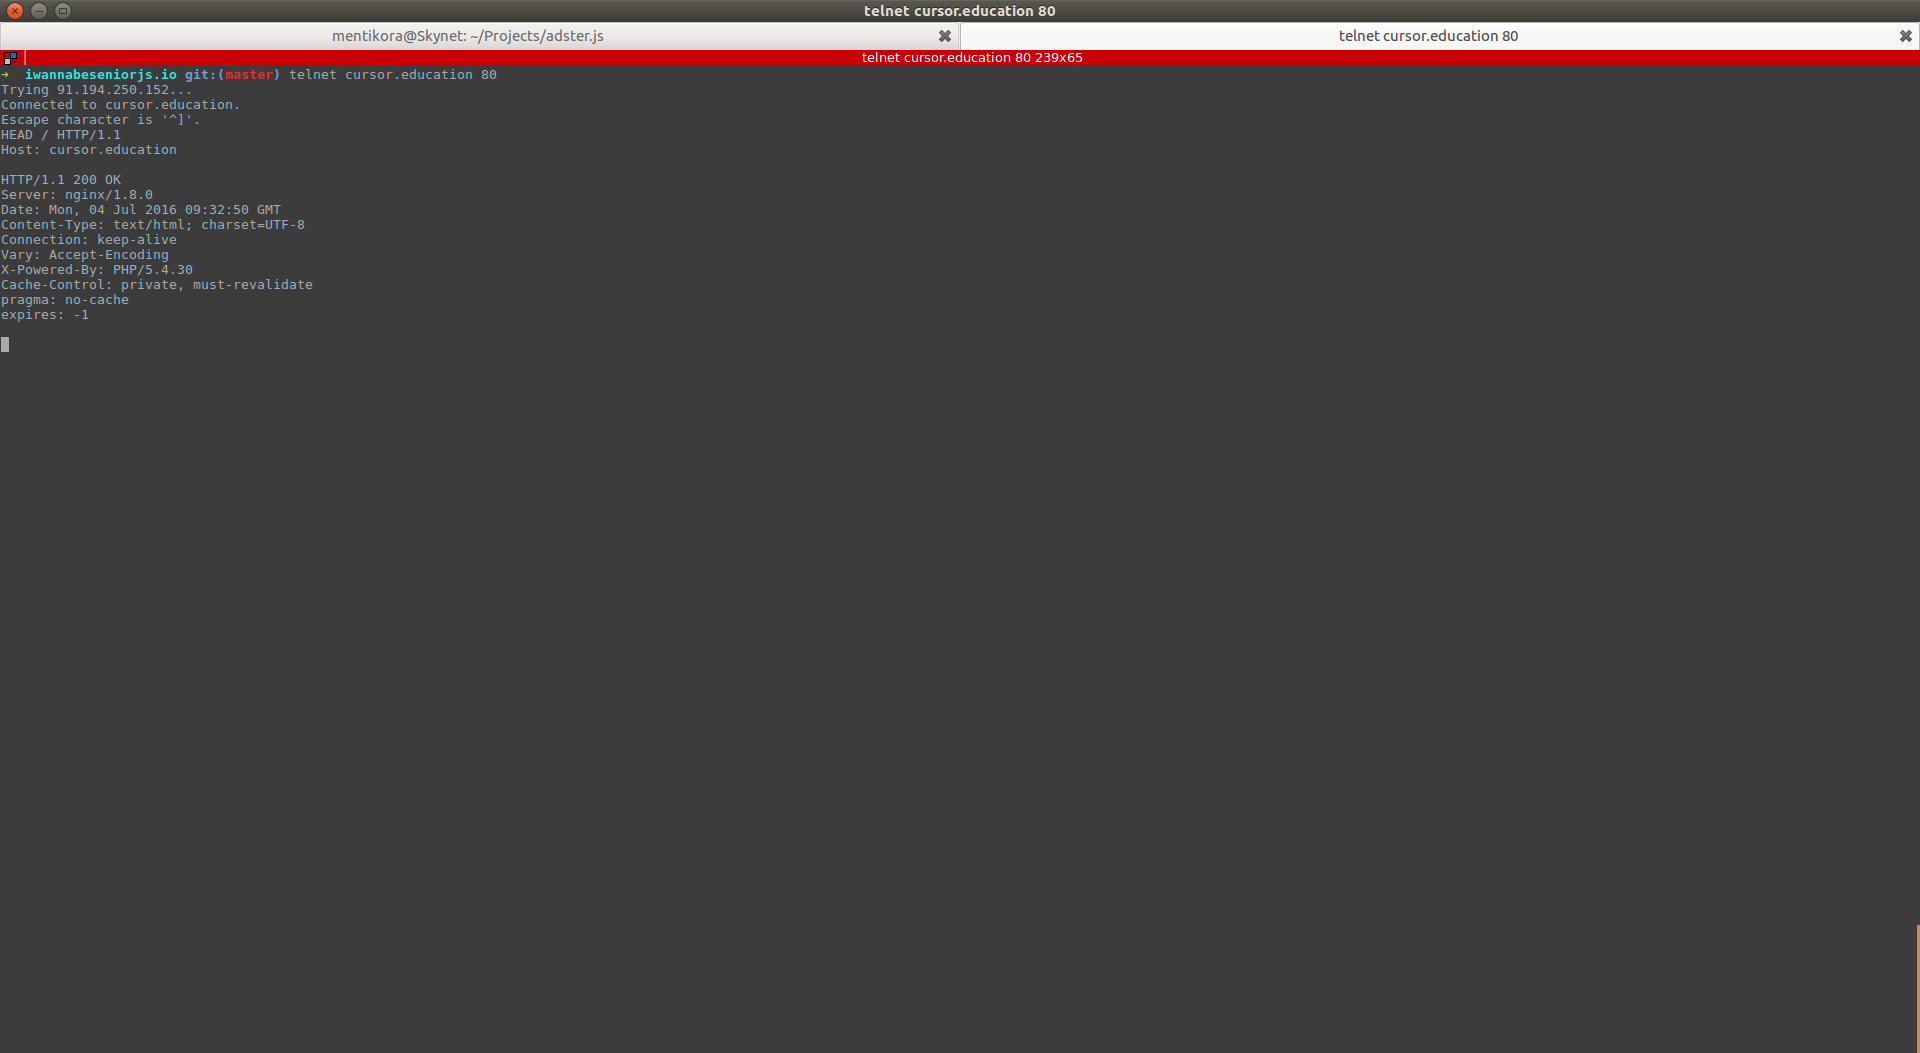 telnet cursor.education 80
mentikora@Skynet: ~/Projects/adster.js
telnet cursor.education 80
telnet cursor.education 80 239x65
➜  iwannabeseniorjs.io git:(master) telnet cursor.education 80
Trying 91.194.250.152...
Connected to cursor.education.
Escape character is '^]'.
HEAD / HTTP/1.1
Host: cursor.education
HTTP/1.1 200 OK
Server: nginx/1.8.0
Date: Mon, 04 Jul 2016 09:32:50 GMT
Content-Type: text/html; charset=UTF-8
Connection: keep-alive
Vary: Accept-Encoding
X-Powered-By: PHP/5.4.30
Cache-Control: private, must-revalidate
pragma: no-cache
expires: -1